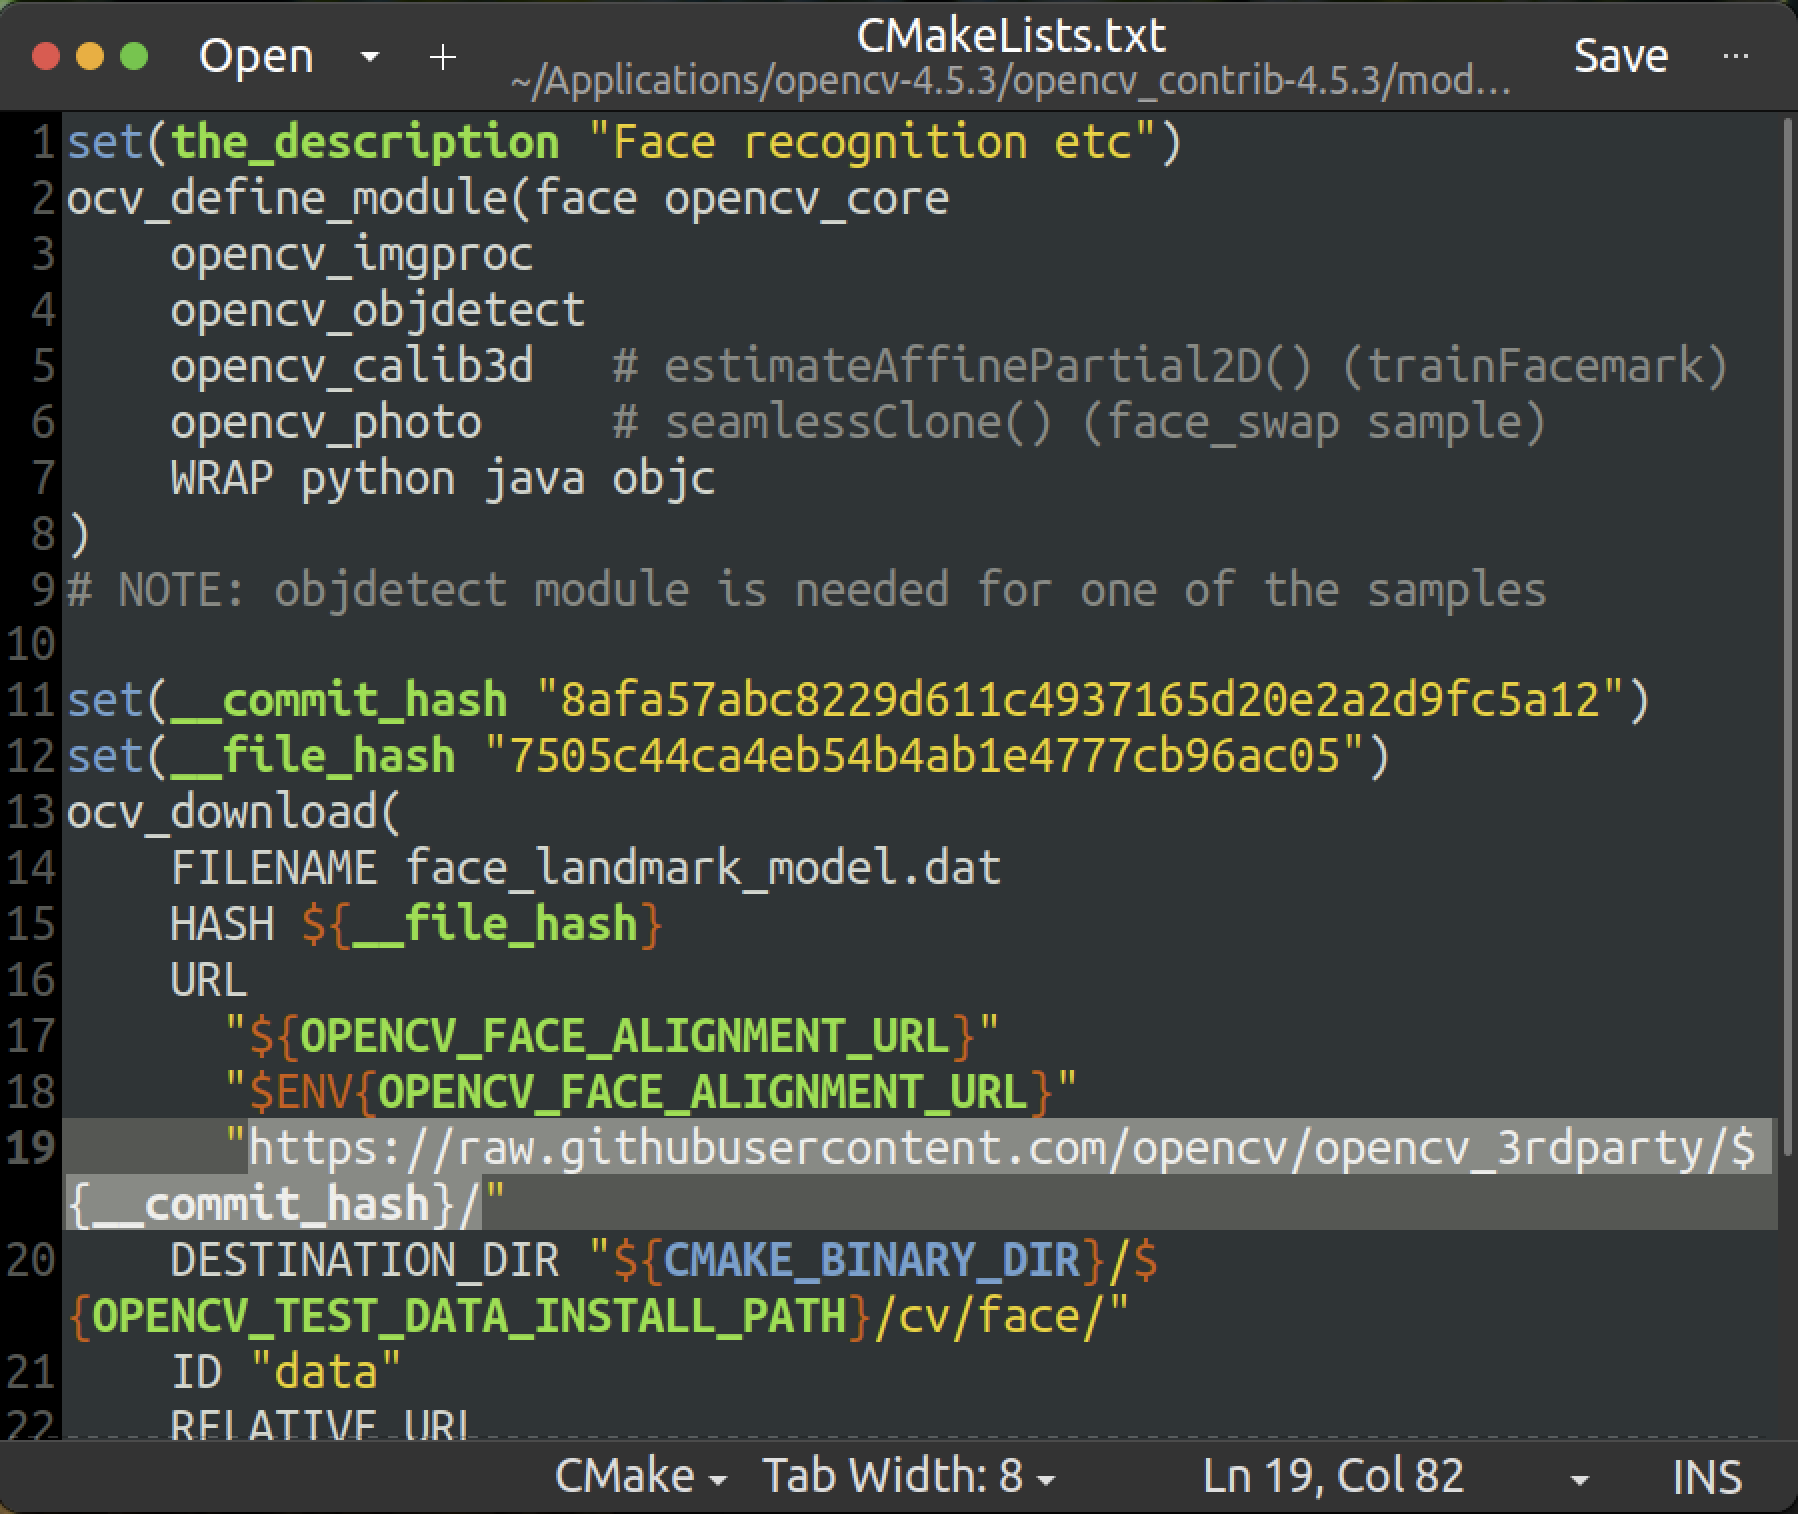 Open + CMakeLists.txt Save ...
~/Applications/opencv-4.5.3/opencv_contrib-4.5.3/mod...
1 set(the_description "Face recognition etc")
2 ocv_define_module(face opencv_core
3     opencv_imgproc
4     opencv_objdetect
5     opencv_calib3d   # estimateAffinePartial2D() (trainFacemark)
6     opencv_photo     # seamlessClone() (face_swap sample)
7     WRAP python java objc
8 )
9 # NOTE: objdetect module is needed for one of the samples
10
11 set(__commit_hash "8afa57abc8229d611c4937165d20e2a2d9fc5a12")
12 set(__file_hash "7505c44ca4eb54b4ab1e4777cb96ac05")
13 ocv_download(
14     FILENAME face_landmark_model.dat
15     HASH ${__file_hash}
16     URL
17       "${OPENCV_FACE_ALIGNMENT_URL}"
18       "$ENV{OPENCV_FACE_ALIGNMENT_URL}"
19       "https://raw.githubusercontent.com/opencv/opencv_3rdparty/$
{__commit_hash}/"
20     DESTINATION_DIR "${CMAKE_BINARY_DIR}/$
{OPENCV_TEST_DATA_INSTALL_PATH}/cv/face/"
21     ID "data"
22     RELATIVE_URL
CMake Tab Width: 8 Ln 19, Col 82 INS